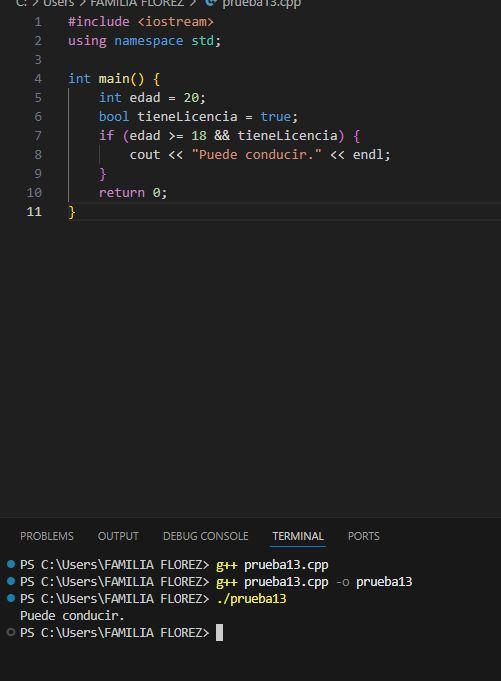 C: > Users > FAMILIA FLOREZ > prueba13.cpp
1 #include <iostream>
2 using namespace std;
3
4 int main() {
5     int edad = 20;
6     bool tieneLicencia = true;
7     if (edad >= 18 && tieneLicencia) {
8         cout << "Puede conducir." << endl;
9     }
10     return 0;
11 }
PROBLEMS OUTPUT DEBUG CONSOLE TERMINAL PORTS
PS C:\Users\FAMILIA FLOREZ> g++ prueba13.cpp
PS C:\Users\FAMILIA FLOREZ> g++ prueba13.cpp -o prueba13
PS C:\Users\FAMILIA FLOREZ> ./prueba13
Puede conducir.
PS C:\Users\FAMILIA FLOREZ>